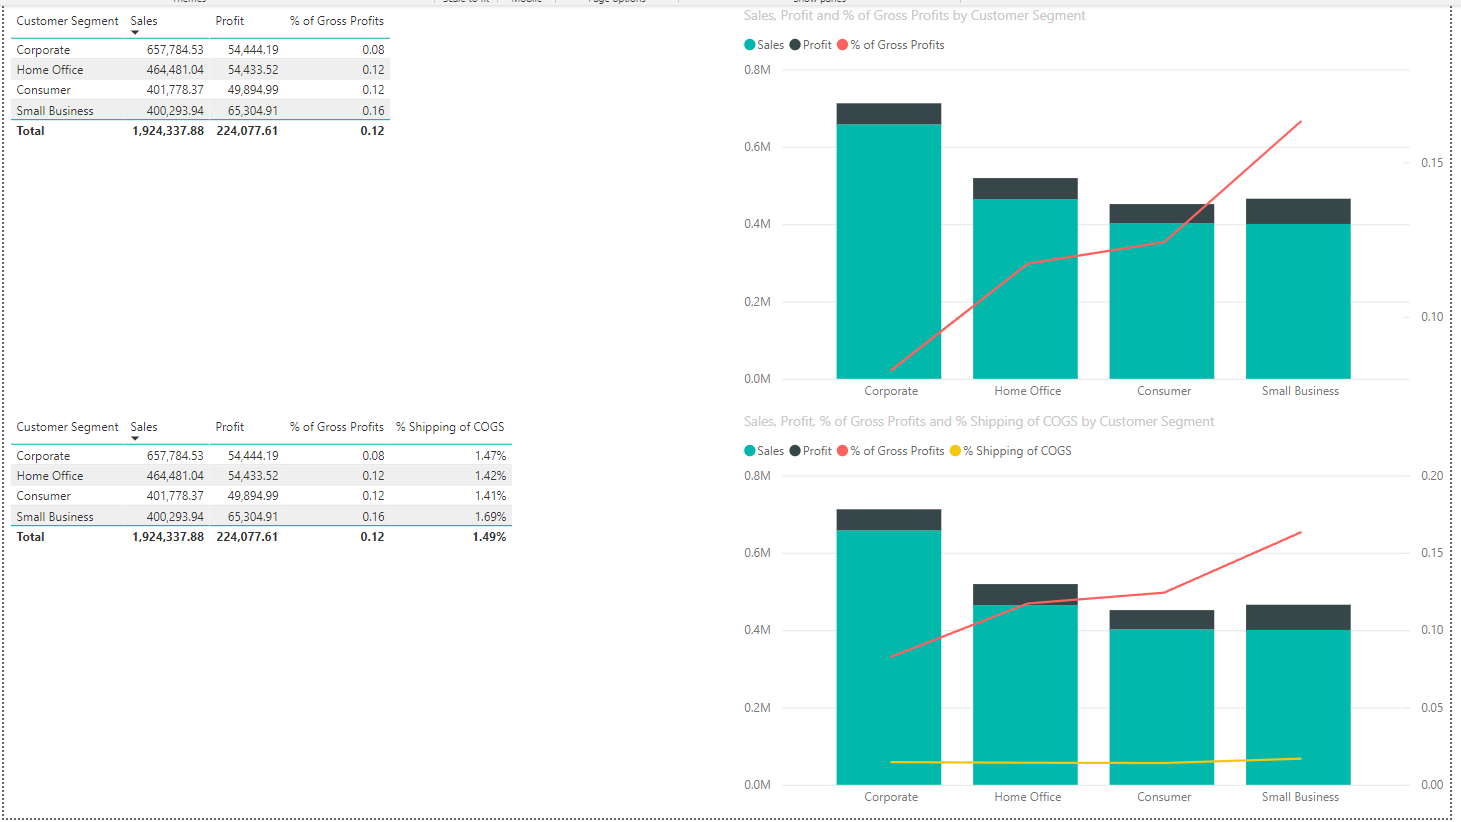 Themes Scale to fit Mobile Page options Show panes
Customer Segment Sales Profit % of Gross Profits
Corporate 657,784.53 54,444.19 0.08
Home Office 464,481.04 54,433.52 0.12
Consumer 401,778.37 49,894.99 0.12
Small Business 400,293.94 65,304.91 0.16
Total 1,924,337.88 224,077.61 0.12
Sales, Profit and % of Gross Profits by Customer Segment
Sales Profit % of Gross Profits
0.8M
0.6M
0.15
0.4M
0.2M
0.10
0.0M
Corporate Home Office Consumer Small Business
Customer Segment Sales Profit % of Gross Profits % Shipping of COGS
Corporate 657,784.53 54,444.19 0.08 1.47%
Home Office 464,481.04 54,433.52 0.12 1.42%
Consumer 401,778.37 49,894.99 0.12 1.41%
Small Business 400,293.94 65,304.91 0.16 1.69%
Total 1,924,337.88 224,077.61 0.12 1.49%
Sales, Profit, % of Gross Profits and % Shipping of COGS by Customer Segment
Sales Profit % of Gross Profits % Shipping of COGS
0.8M 0.20
0.6M 0.15
0.4M 0.10
0.2M 0.05
0.0M 0.00
Corporate Home Office Consumer Small Business